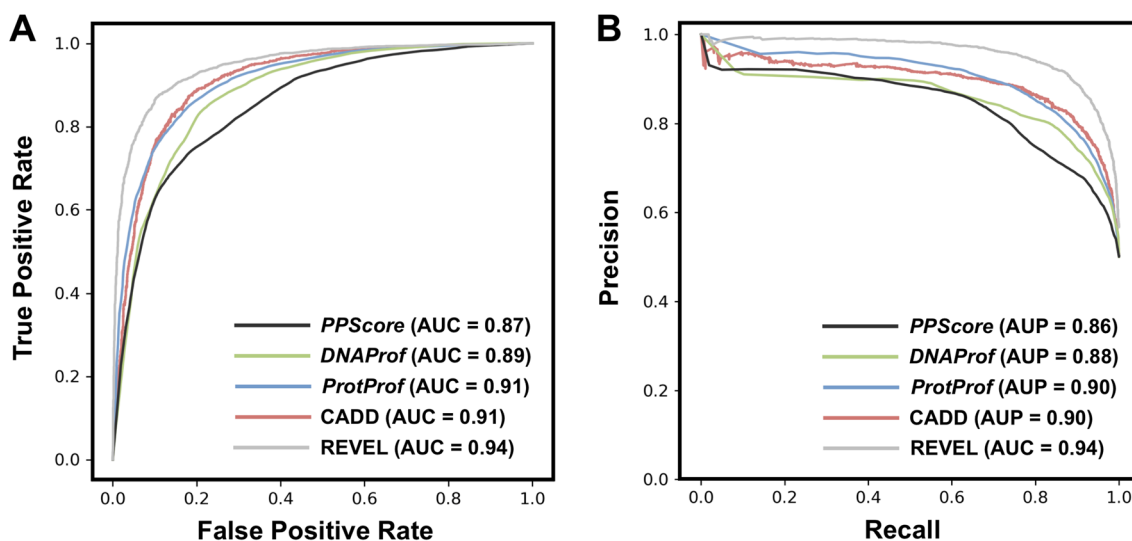 A
True Positive Rate
1.0
0.8
0.6
0.4
0.2
0.0
PPScore (AUC = 0.87)
DNAProf (AUC = 0.89)
ProtProf (AUC = 0.91)
CADD (AUC = 0.91)
REVEL (AUC = 0.94)
0.0 0.2 0.4 0.6 0.8 1.0
False Positive Rate
B
Precision
1.0
0.8
0.6
0.4
0.2
0.0
PPScore (AUP = 0.86)
DNAProf (AUP = 0.88)
ProtProf (AUP = 0.90)
CADD (AUP = 0.90)
REVEL (AUC = 0.94)
0.0 0.2 0.4 0.6 0.8 1.0
Recall